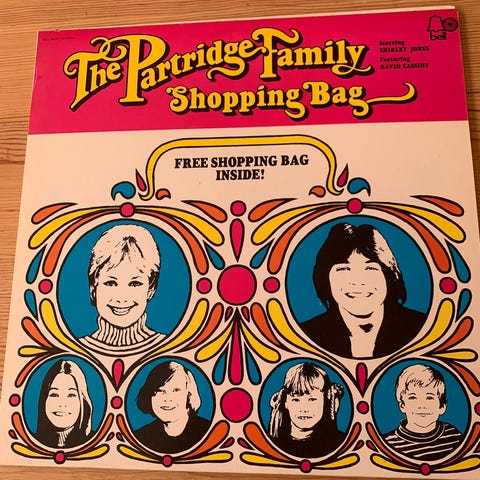 The Partridge Family
Shopping Bag
Starring
SHIRLEY JONES
Featuring
DAVID CASSIDY
bell
FREE SHOPPING BAG
INSIDE!